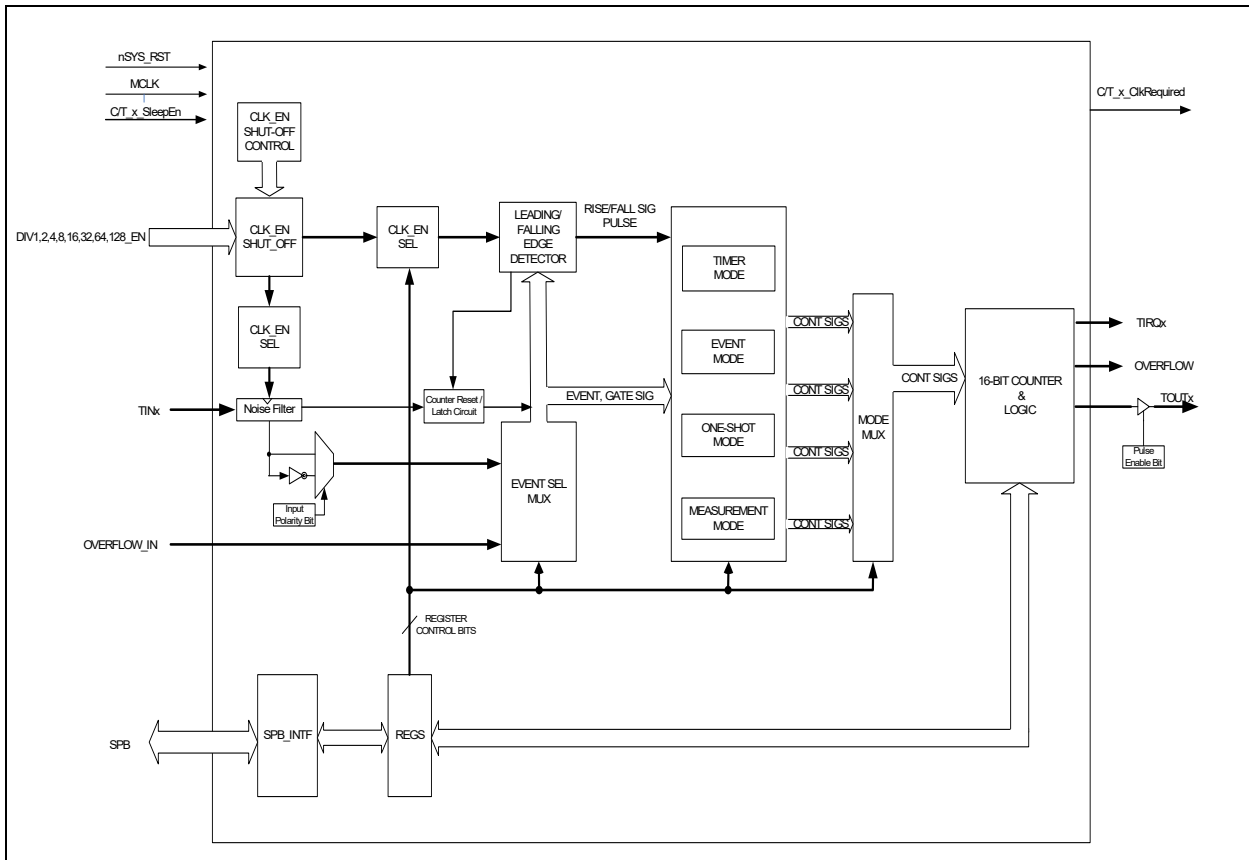 nSYS_RST
MCLK
C/T_x_SleepEn
C/T_x_ClkRequired
CLK_EN
SHUT-OFF
CONTROL
DIV1,2,4,8,16,32,64,128_EN
CLK_EN
SHUT_OFF
CLK_EN
SEL
LEADING/
FALLING
EDGE
DETECTOR
RISE/FALL SIG
PULSE
TIMER
MODE
CLK_EN
SEL
CONT SIGS
EVENT
MODE
TIRQx
OVERFLOW
16-BIT COUNTER
&
LOGIC
CONT SIGS
TINx
Noise Filter
Counter Reset /
Latch Circuit
EVENT, GATE SIG
CONT SIGS
TOUTx
MODE
MUX
ONE-SHOT
MODE
Pulse
Enable Bit
CONT SIGS
EVENT SEL
MUX
Input
Polarity Bit
MEASUREMENT
MODE
CONT SIGS
OVERFLOW_IN
REGISTER
CONTROL BITS
SPB
SPB_INTF
REGS